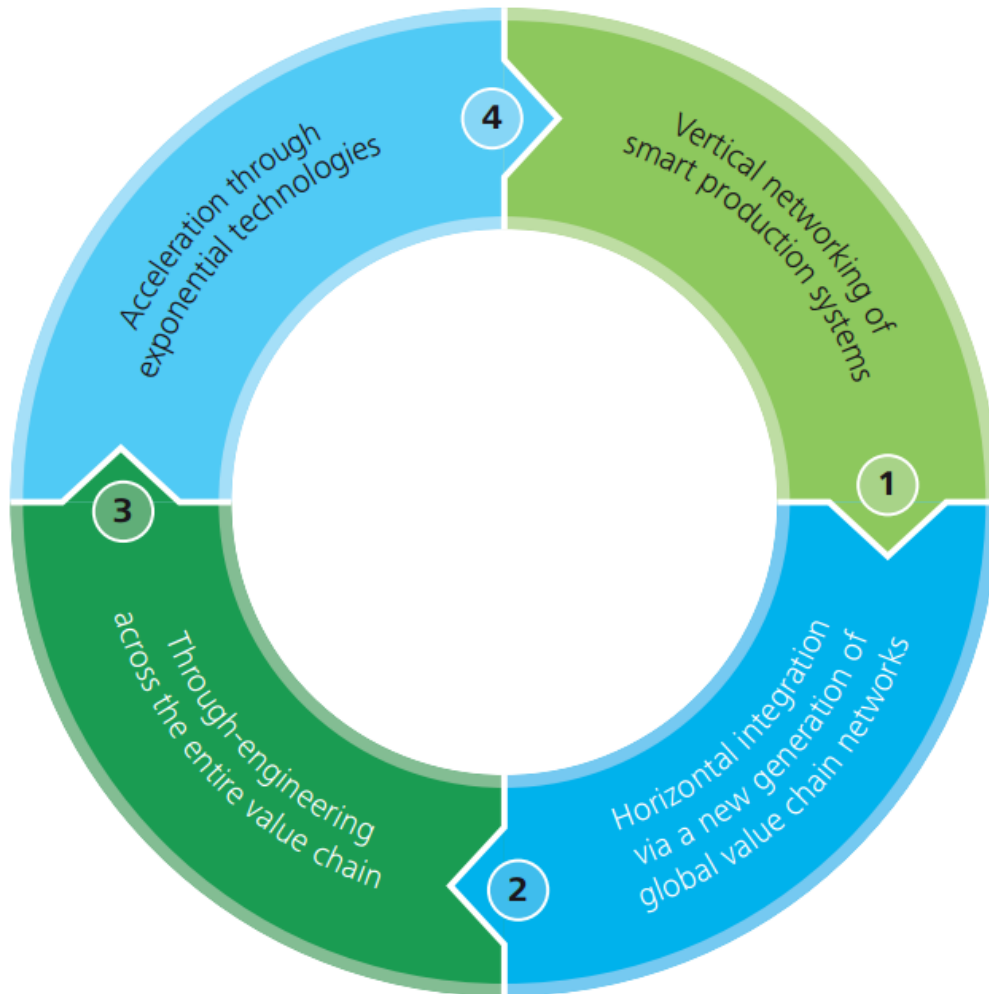 4
Vertical networking of
smart production systems
1
Horizontal integration
via a new generation of
global value chain networks
2
Through-engineering
across the entire value chain
3
Acceleration through
exponential technologies